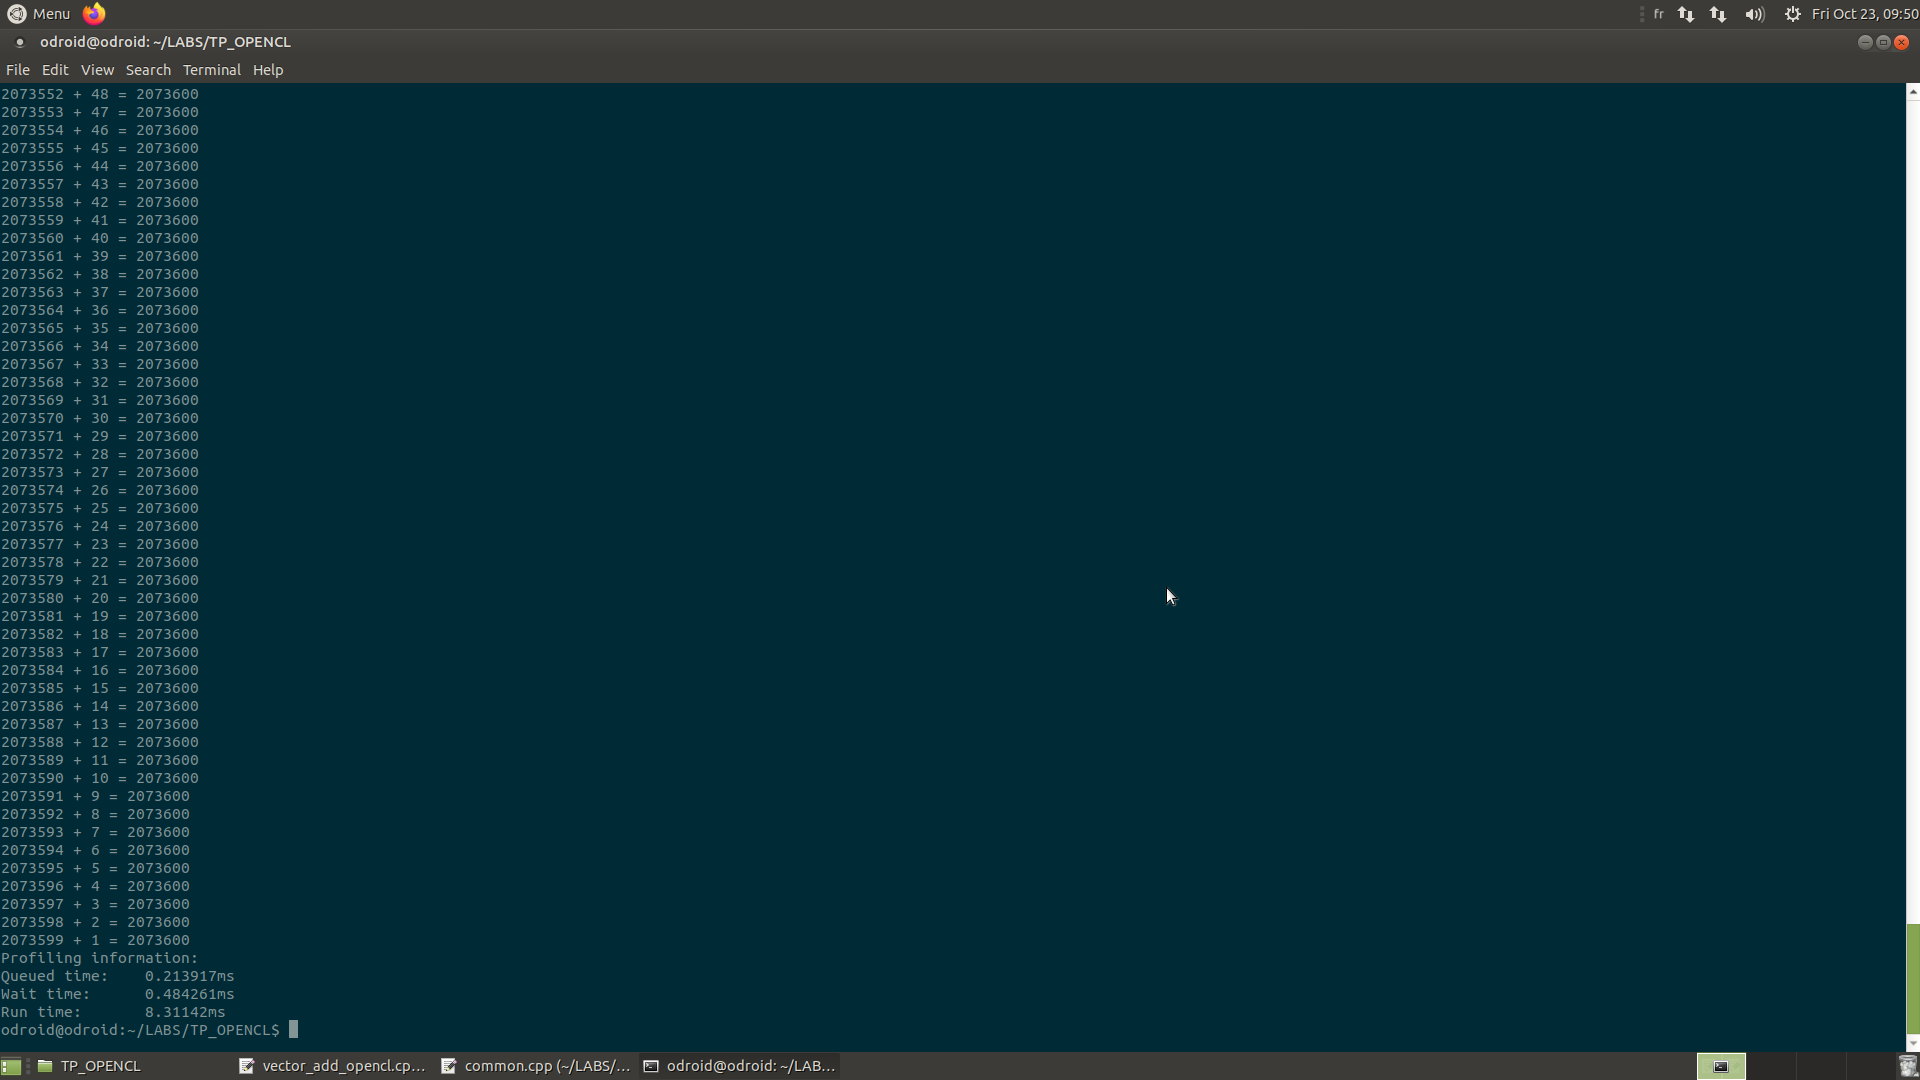 Menu fr Fri Oct 23, 09:50
odroid@odroid: ~/LABS/TP_OPENCL
File Edit View Search Terminal Help
2073552 + 48 = 2073600
2073553 + 47 = 2073600
2073554 + 46 = 2073600
2073555 + 45 = 2073600
2073556 + 44 = 2073600
2073557 + 43 = 2073600
2073558 + 42 = 2073600
2073559 + 41 = 2073600
2073560 + 40 = 2073600
2073561 + 39 = 2073600
2073562 + 38 = 2073600
2073563 + 37 = 2073600
2073564 + 36 = 2073600
2073565 + 35 = 2073600
2073566 + 34 = 2073600
2073567 + 33 = 2073600
2073568 + 32 = 2073600
2073569 + 31 = 2073600
2073570 + 30 = 2073600
2073571 + 29 = 2073600
2073572 + 28 = 2073600
2073573 + 27 = 2073600
2073574 + 26 = 2073600
2073575 + 25 = 2073600
2073576 + 24 = 2073600
2073577 + 23 = 2073600
2073578 + 22 = 2073600
2073579 + 21 = 2073600
2073580 + 20 = 2073600
2073581 + 19 = 2073600
2073582 + 18 = 2073600
2073583 + 17 = 2073600
2073584 + 16 = 2073600
2073585 + 15 = 2073600
2073586 + 14 = 2073600
2073587 + 13 = 2073600
2073588 + 12 = 2073600
2073589 + 11 = 2073600
2073590 + 10 = 2073600
2073591 + 9 = 2073600
2073592 + 8 = 2073600
2073593 + 7 = 2073600
2073594 + 6 = 2073600
2073595 + 5 = 2073600
2073596 + 4 = 2073600
2073597 + 3 = 2073600
2073598 + 2 = 2073600
2073599 + 1 = 2073600
Profiling information:
Queued time: 0.213917ms
Wait time: 0.484261ms
Run time: 8.31142ms
odroid@odroid:~/LABS/TP_OPENCL$
TP_OPENCL vector_add_opencl.cp... common.cpp (~/LABS/... odroid@odroid: ~/LAB...